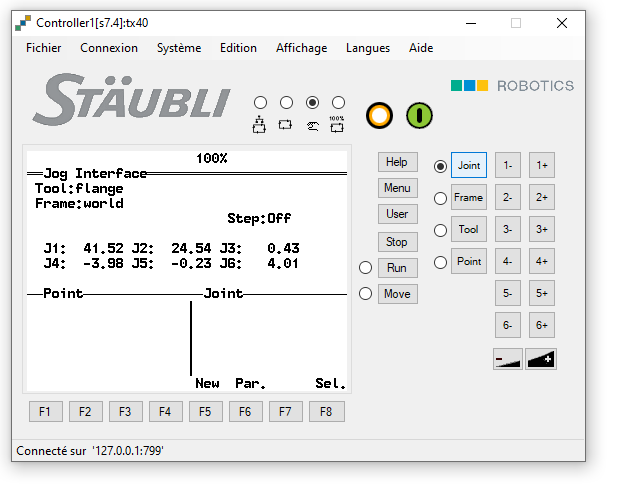 Controller1[s7.4]:tx40
Fichier Connexion Système Edition Affichage Langues Aide
STÄUBLI
ROBOTICS
100%
100%
Jog Interface
Tool:flange
Frame:world
Step:Off
J1: 41.52 J2: 24.54 J3: 0.43
J4: -3.98 J5: -0.23 J6: 4.01
Point Joint
New Par. Sel.
F1 F2 F3 F4 F5 F6 F7 F8
Help
Menu
User
Stop
Run
Move
Joint
Frame
Tool
Point
1- 1+
2- 2+
3- 3+
4- 4+
5- 5+
6- 6+
- +
Connecté sur '127.0.0.1:799'